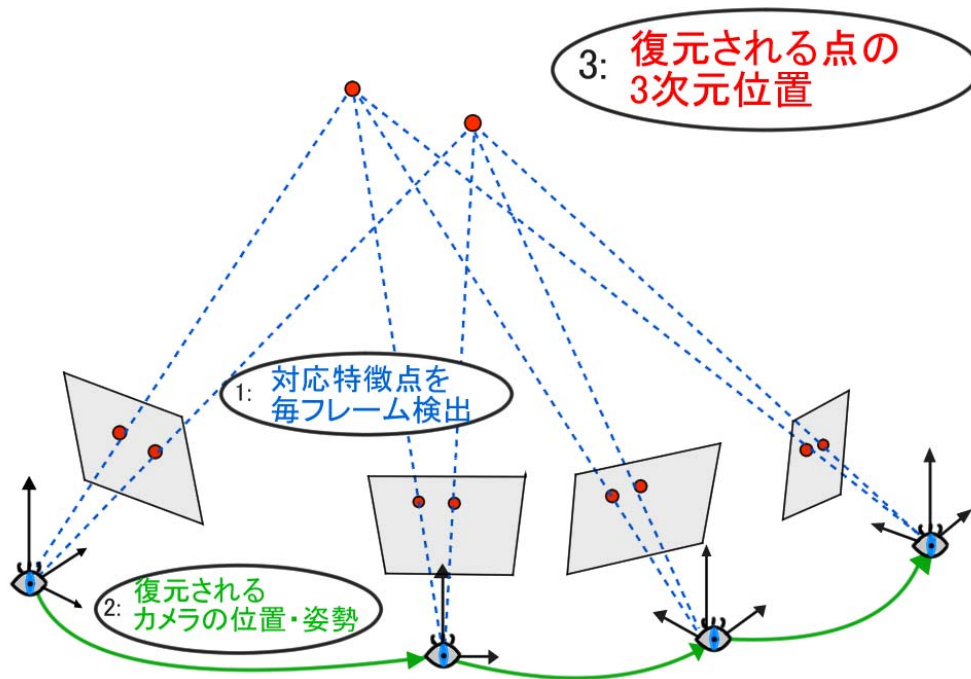 3: 復元される点の
3次元位置
1: 対応特徴点を
毎フレーム検出
2: 復元される
カメラの位置・姿勢